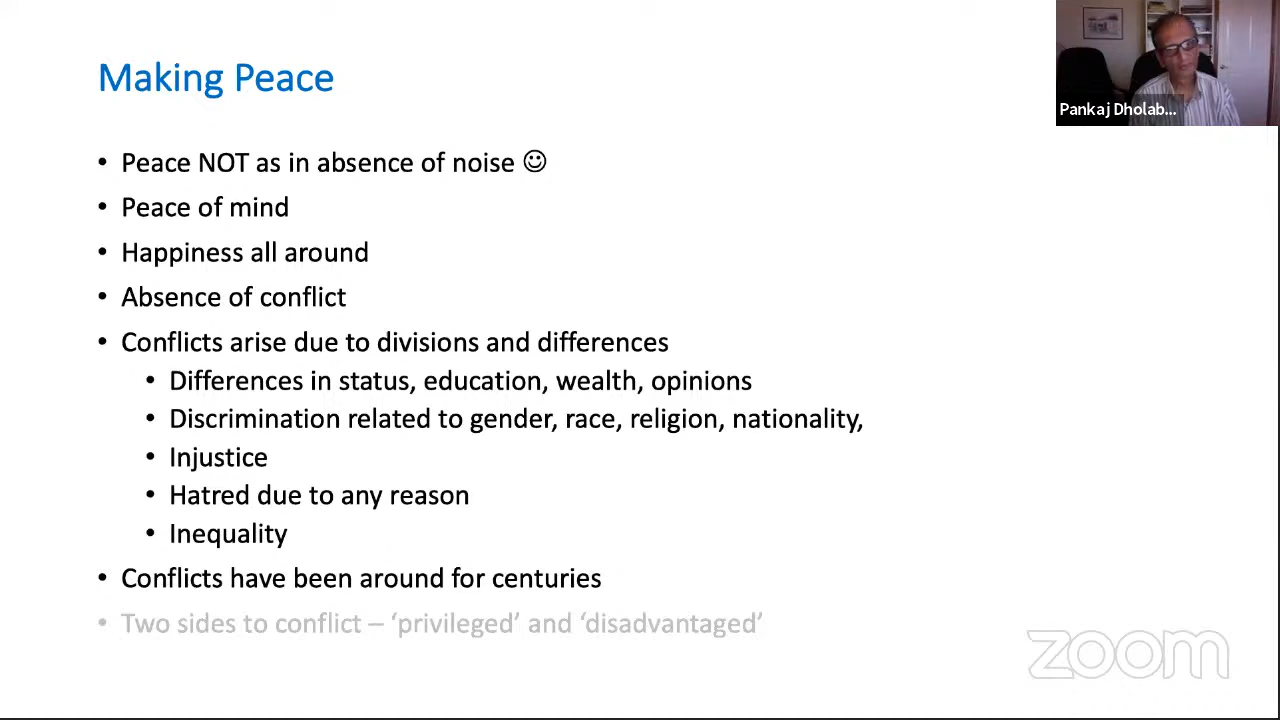 Making Peace
Pankaj Dholab...
• Peace NOT as in absence of noise ☺
• Peace of mind
• Happiness all around
• Absence of conflict
• Conflicts arise due to divisions and differences
• Differences in status, education, wealth, opinions
• Discrimination related to gender, race, religion, nationality,
• Injustice
• Hatred due to any reason
• Inequality
• Conflicts have been around for centuries
• Two sides to conflict – ‘privileged’ and ‘disadvantaged’
zoom